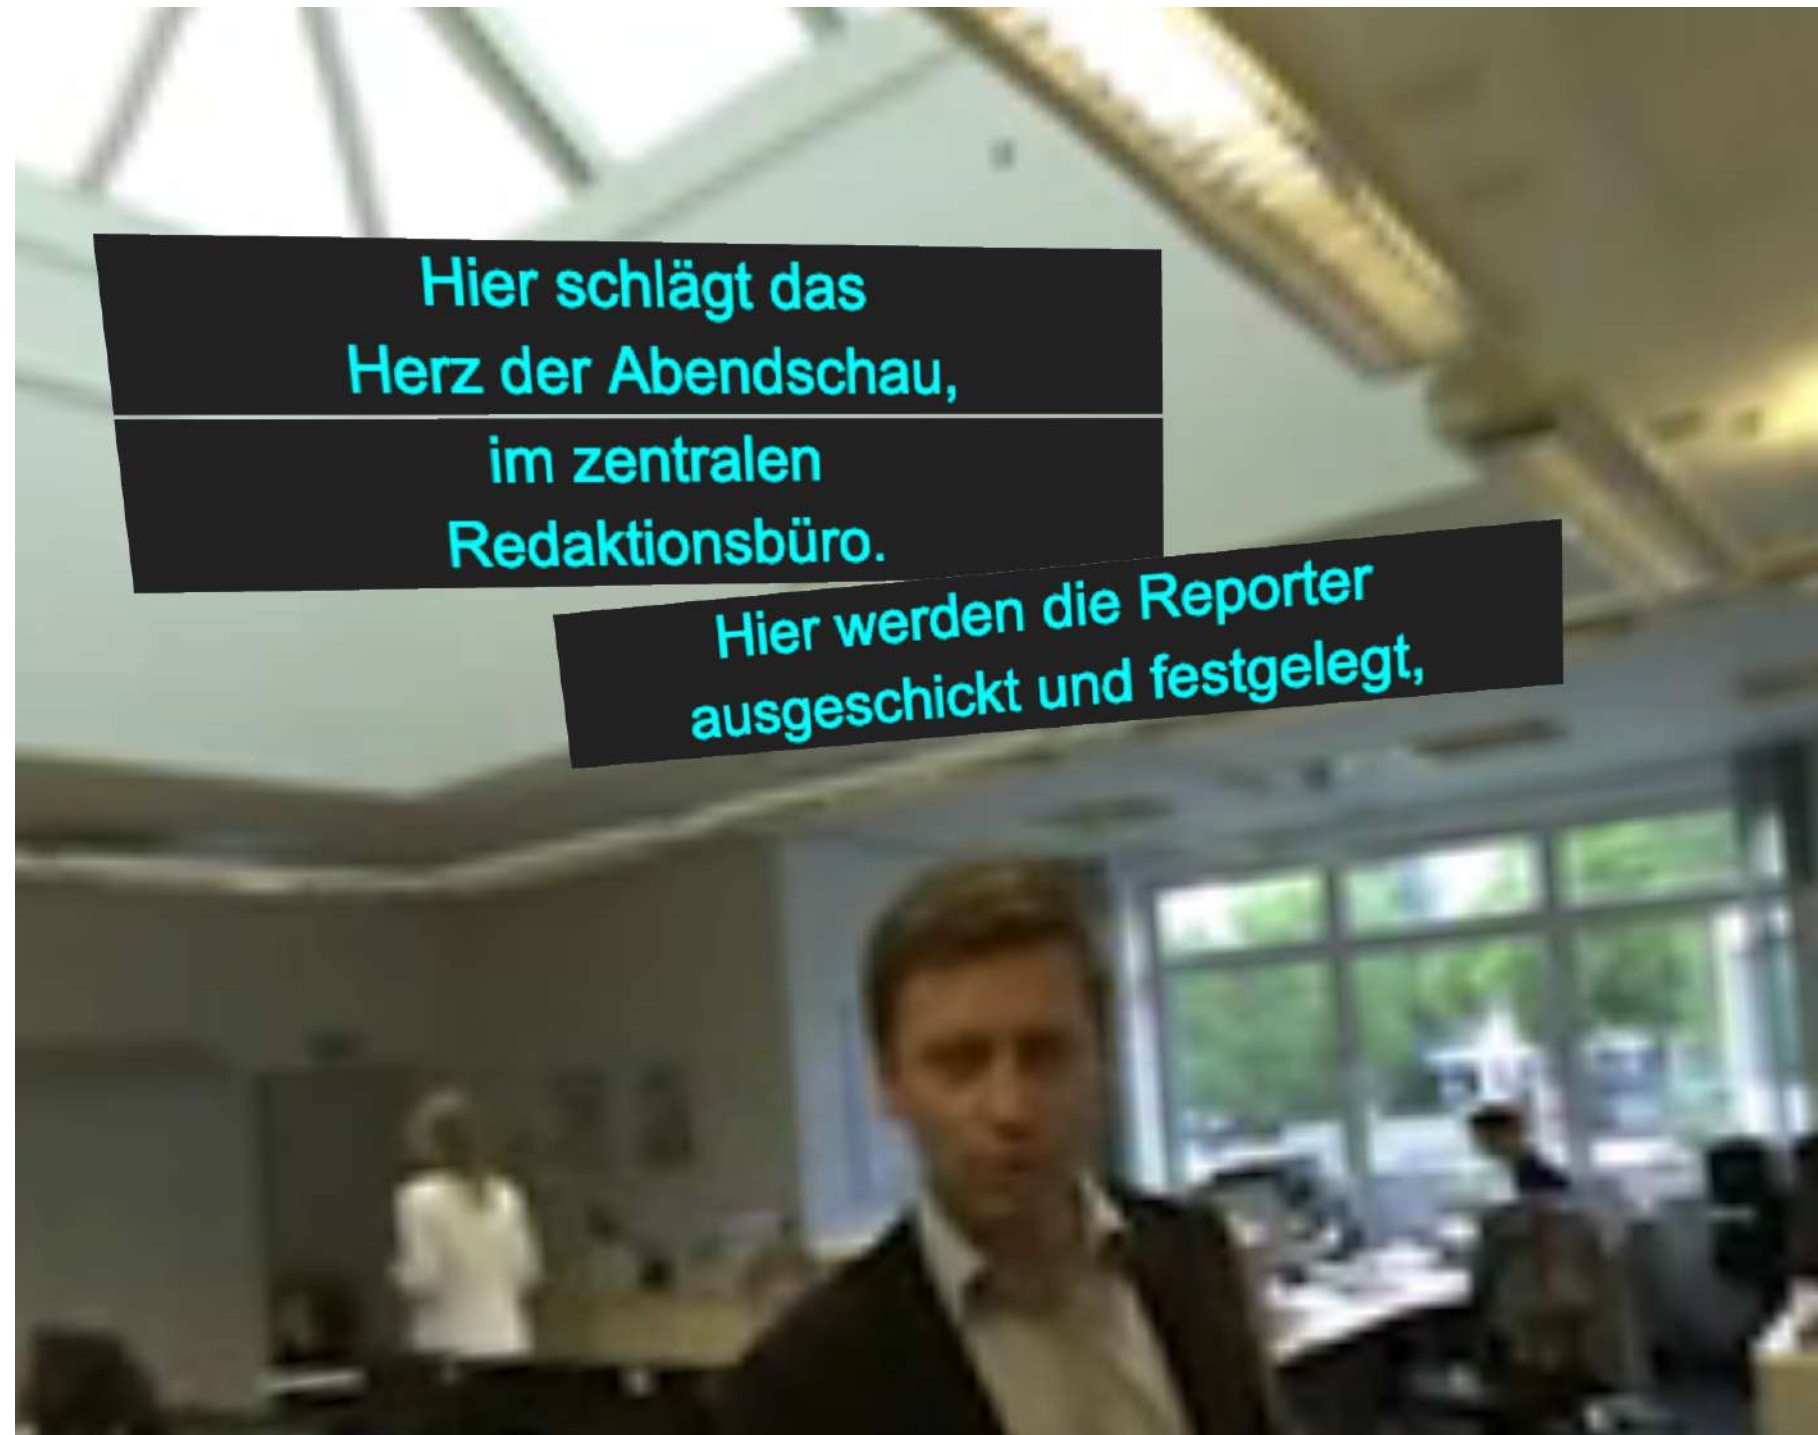 Hier schlägt das
Herz der Abendschau,
im zentralen
Redaktionsbüro.
Hier werden die Reporter
ausgeschickt und festgelegt,